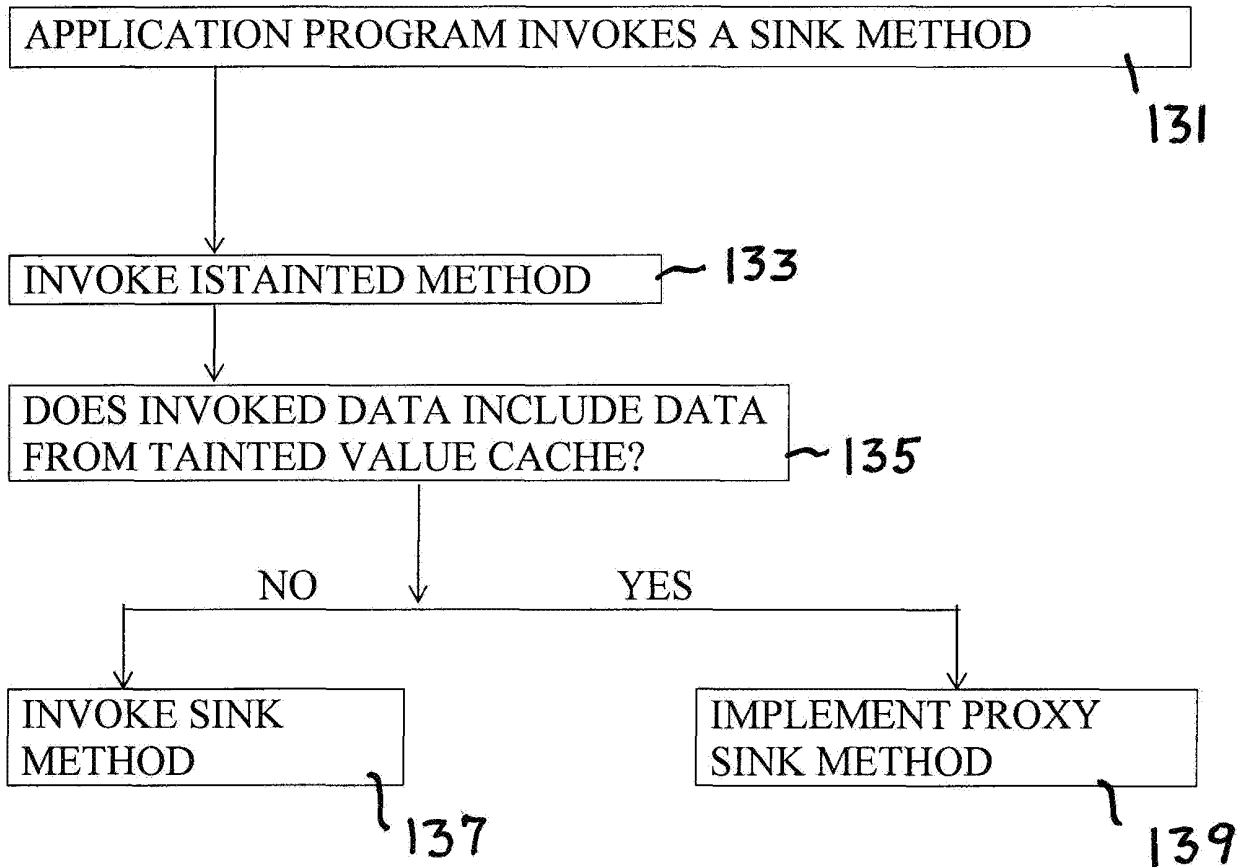 APPLICATION PROGRAM INVOKES A SINK METHOD
131
INVOKE ISTAINTED METHOD
133
DOES INVOKED DATA INCLUDE DATA
FROM TAINTED VALUE CACHE?
135
NO
YES
INVOKE SINK
METHOD
137
IMPLEMENT PROXY
SINK METHOD
139